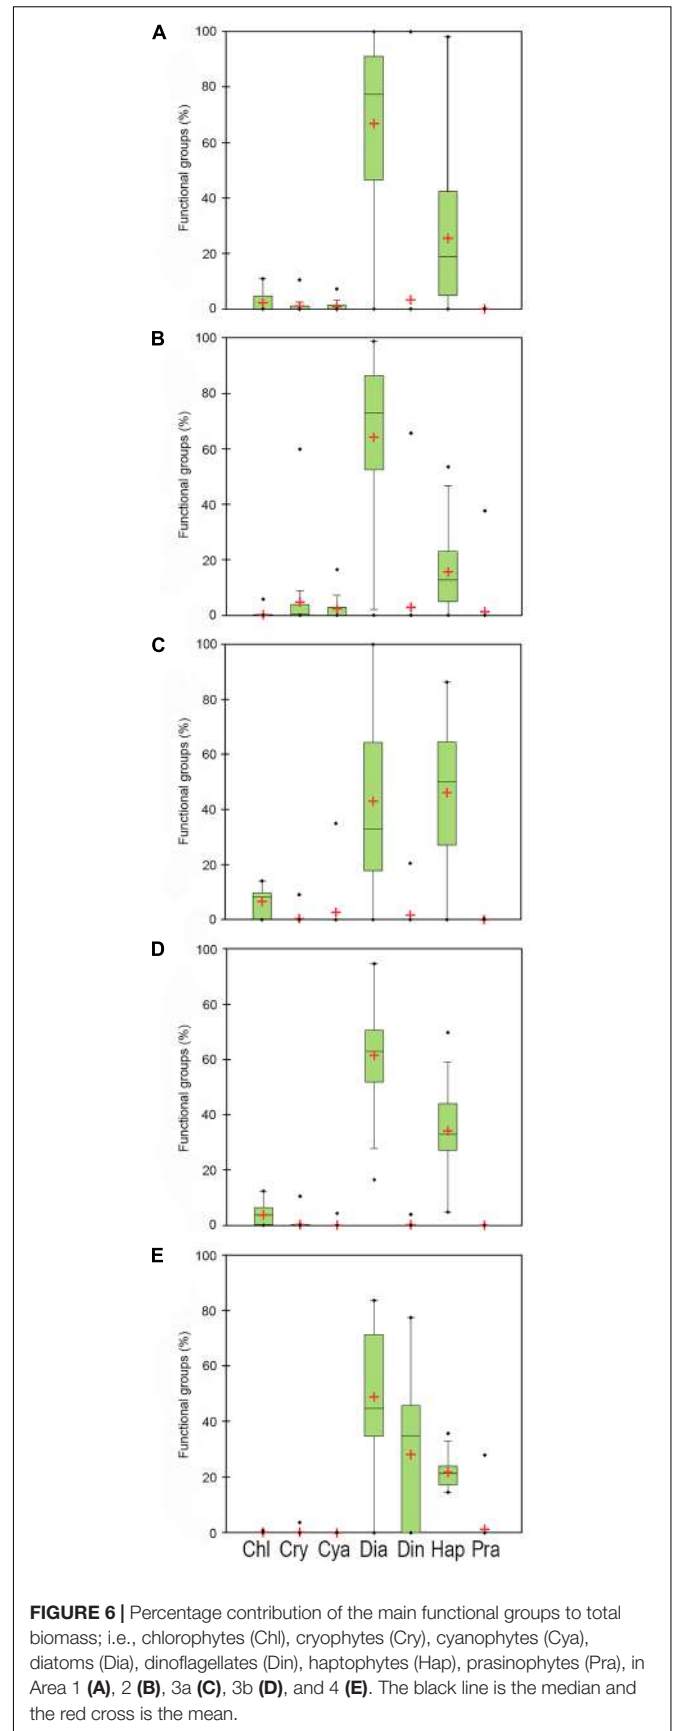 A
100
80
60
40
20
0
Functional groups (%)
B
100
80
60
40
20
0
Functional groups (%)
C
100
80
60
40
20
0
Functional groups (%)
D
100
60
60
40
20
0
Functional groups (%)
E
100
80
60
40
20
0
Functional groups (%)
Chl Cry Cya Dia Din Hap Pra
FIGURE 6 | Percentage contribution of the main functional groups to total
biomass; i.e., chlorophytes (Chl), cryophytes (Cry), cyanophytes (Cya),
diatoms (Dia), dinoflagellates (Din), haptophytes (Hap), prasinophytes (Pra), in
Area 1 (A), 2 (B), 3a (C), 3b (D), and 4 (E). The black line is the median and
the red cross is the mean.